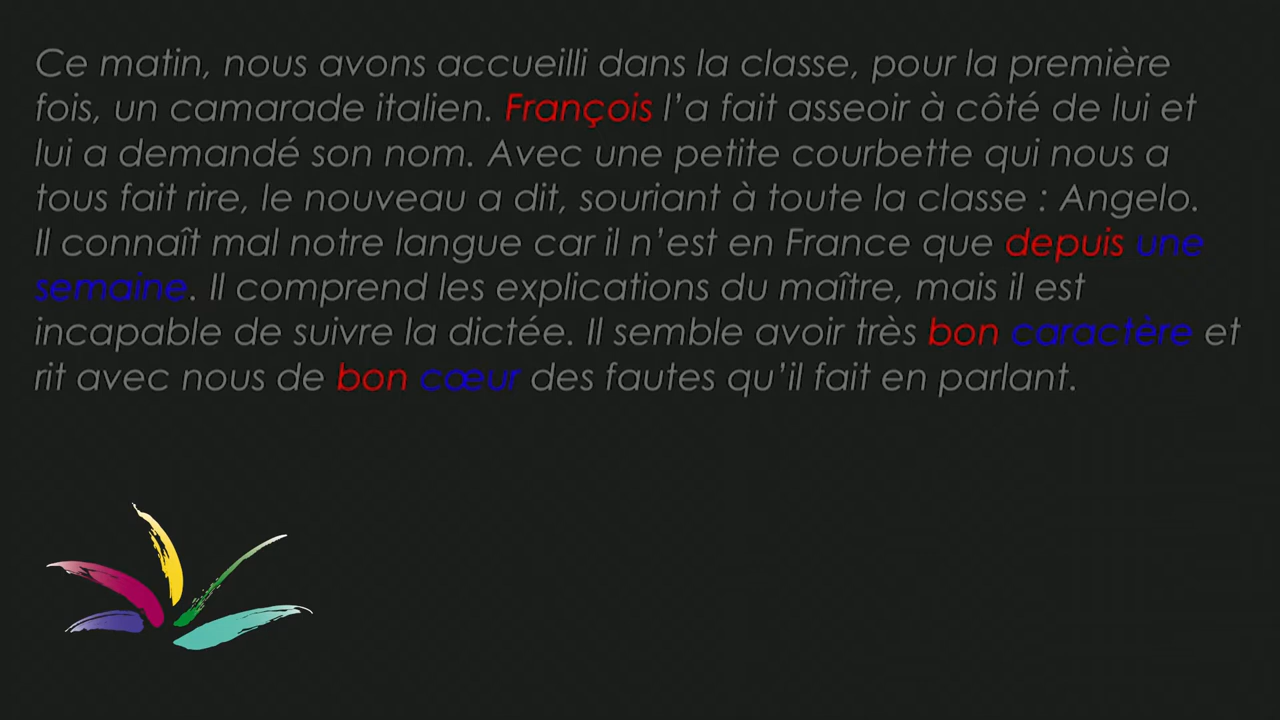 Ce matin, nous avons accueilli dans la classe, pour la première
fois, un camarade italien. François l’a fait asseoir à côté de lui et
lui a demandé son nom. Avec une petite courbette qui nous a
tous fait rire, le nouveau a dit, souriant à toute la classe : Angelo.
Il connaît mal notre langue car il n’est en France que depuis une
semaine. Il comprend les explications du maître, mais il est
incapable de suivre la dictée. Il semble avoir très bon caractère et
rit avec nous de bon cœur des fautes qu’il fait en parlant.